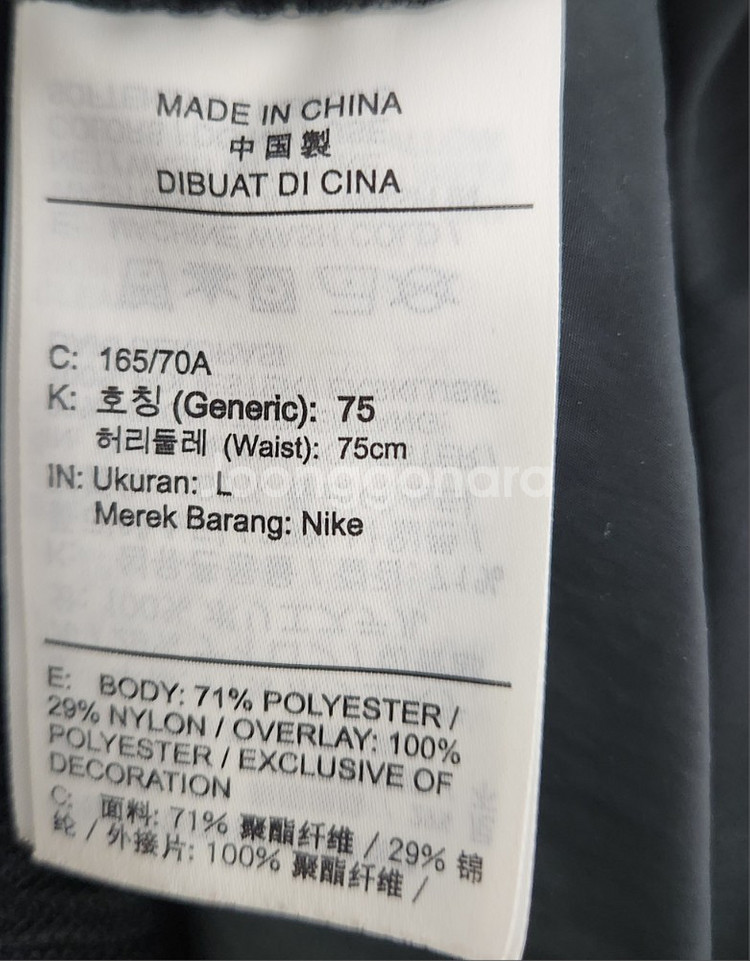 MADE IN CHINA
中国製
DIBUAT DI CINA
C: 165/70A
K: 호칭 (Generic): 75
허리둘레 (Waist): 75cm
IN: Ukuran: L
Merek Barang: Nike
Joonggonara
E: BODY: 71% POLYESTER /
29% NYLON / OVERLAY: 100%
POLYESTER / EXCLUSIVE OF
DECORATION
C: 面料: 71% 聚酯纤维 / 29% 锦
纶 / 外接片: 100% 聚酯纤维 /